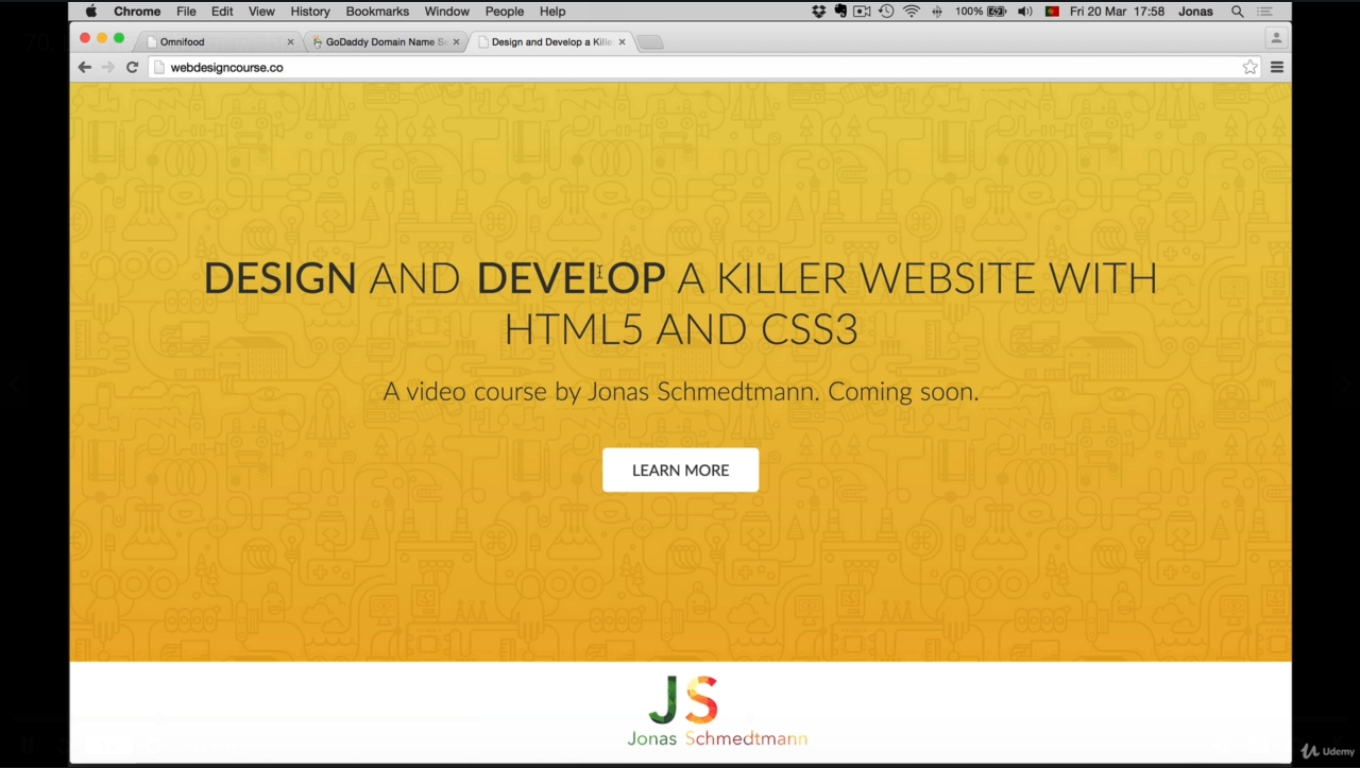 Chrome File Edit View History Bookmarks Window People Help 100% Fri 20 Mar 17:58 Jonas
70.
Omnifood GoDaddy Domain Name Se Design and Develop a Kille
webdesigncourse.co
DESIGN AND DEVELOP A KILLER WEBSITE WITH
HTML5 AND CSS3
A video course by Jonas Schmedtmann. Coming soon.
LEARN MORE
JS
Jonas Schmedtmann
Udemy